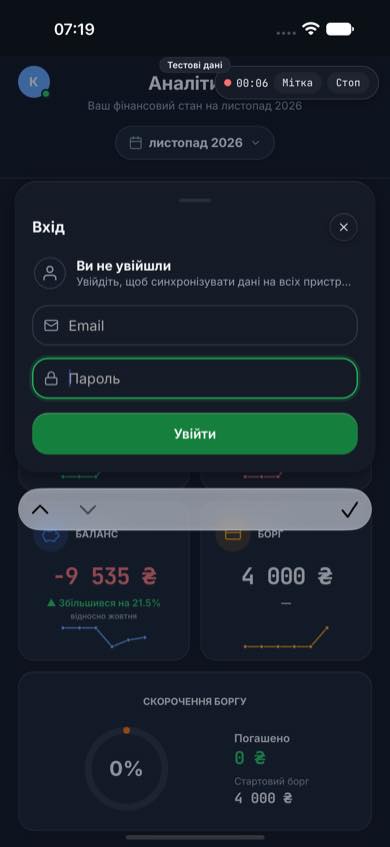 07:19
Тестові дані
K
Аналіти
00:06 Мітка Стоп
Ваш фінансовий стан на листопад 2026
листопад 2026
Вхід
Ви не увійшли
Увійдіть, щоб синхронізувати дані на всіх пристр...
Email
Пароль
Увійти
БАЛАНС
-9 535 ₴
▲ Збільшився на 21.5%
відносно жовтня
БОРГ
4 000 ₴
—
СКОРОЧЕННЯ БОРГУ
0%
Погашено
0 ₴
Стартовий борг
4 000 ₴